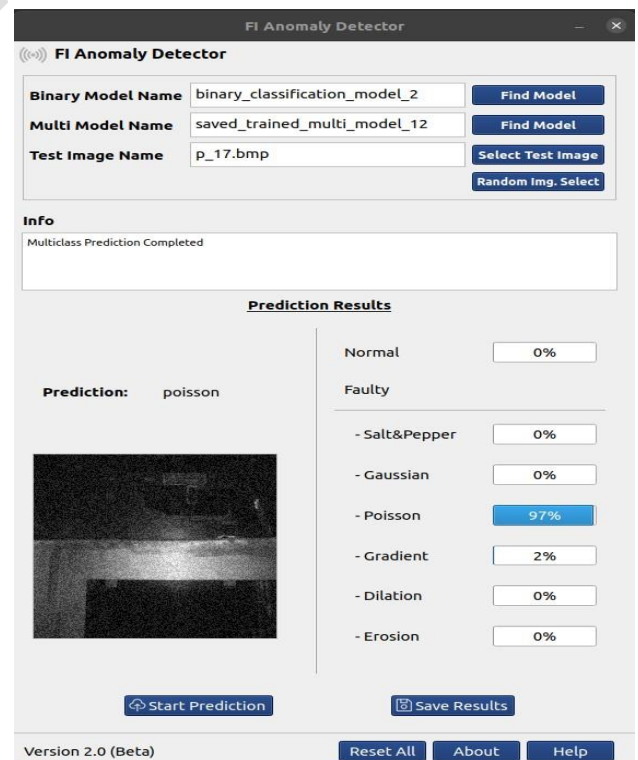 FI Anomaly Detector
FI Anomaly Detector
Binary Model Name binary_classification_model_2 Find Model
Multi Model Name saved_trained_multi_model_12 Find Model
Test Image Name p_17.bmp Select Test Image
Random Img. Select
Info
Multiclass Prediction Completed
Prediction Results
Prediction: poisson
Normal 0%
Faulty
- Salt&Pepper 0%
- Gaussian 0%
- Poisson 97%
- Gradient 2%
- Dilation 0%
- Erosion 0%
Start Prediction
Save Results
Version 2.0 (Beta)
Reset All
About
Help